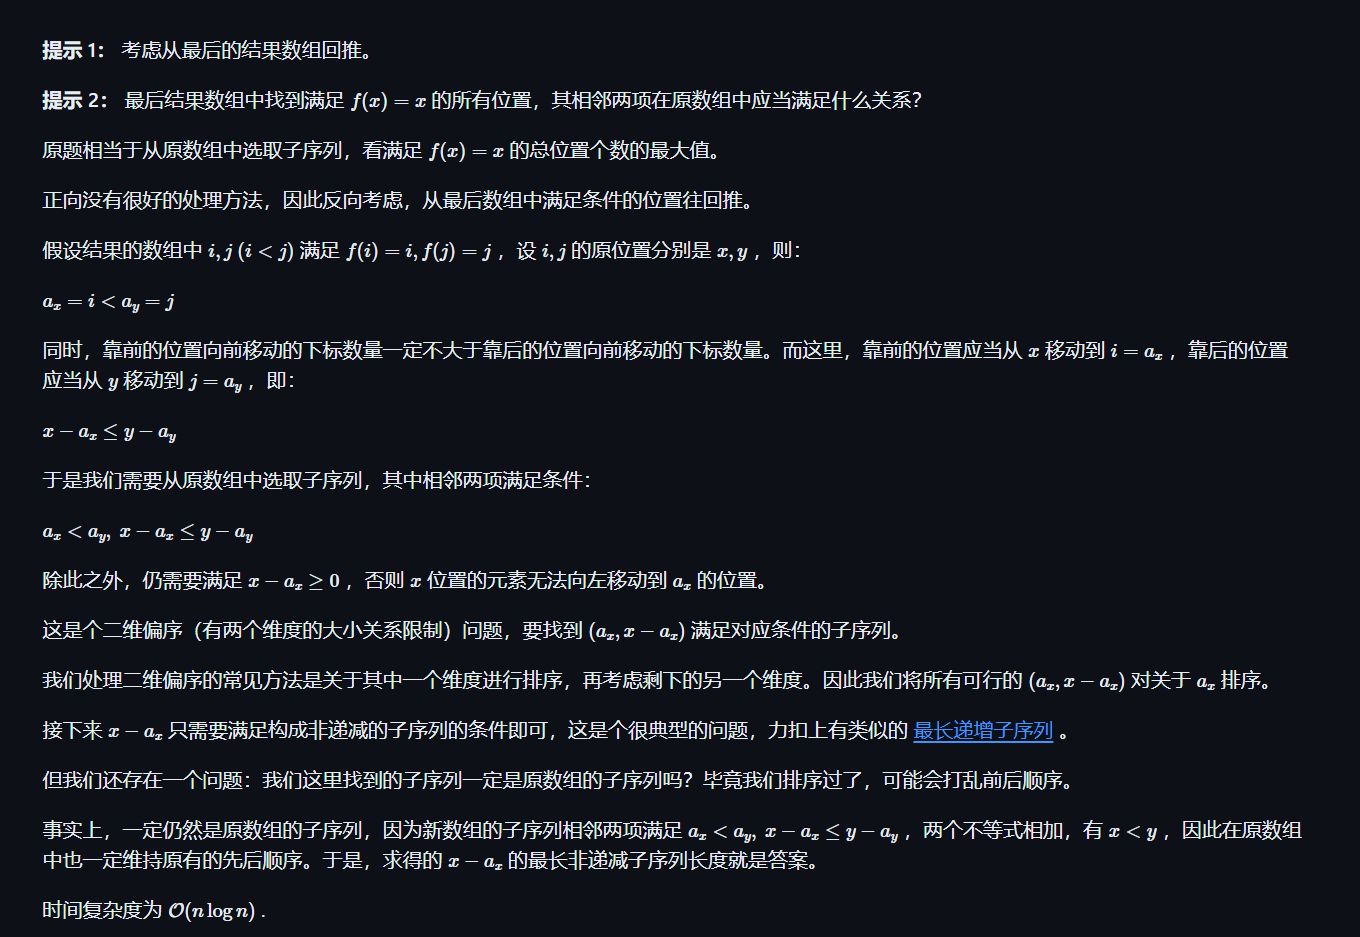 提示 1： 考虑从最后的结果数组回推。
提示 2： 最后结果数组中找到满足 f(x) = x 的所有位置，其相邻两项在原数组中应当满足什么关系？
原题相当于从原数组中选取子序列，看满足 f(x) = x 的总位置个数的最大值。
正向没有很好的处理方法，因此反向考虑，从最后数组中满足条件的位置往回推。
假设结果的数组中 i, j (i < j) 满足 f(i) = i, f(j) = j ，设 i, j 的原位置分别是 x, y ，则：
a_x = i < a_y = j
同时，靠前的位置向前移动的下标数量一定不大于靠后的位置向前移动的下标数量。而这里，靠前的位置应当从 x 移动到 i = a_x ，靠后的位置
应当从 y 移动到 j = a_y ，即：
x − a_x ≤ y − a_y
于是我们需要从原数组中选取子序列，其中相邻两项满足条件：
a_x < a_y, x − a_x ≤ y − a_y
除此之外，仍需要满足 x − a_x ≥ 0 ，否则 x 位置的元素无法向左移动到 a_x 的位置。
这是个二维偏序（有两个维度的大小关系限制）问题，要找到 (a_x, x − a_x) 满足对应条件的子序列。
我们处理二维偏序的常见方法是关于其中一个维度进行排序，再考虑剩下的另一个维度。因此我们将所有可行的 (a_x, x − a_x) 对关于 a_x 排序。
接下来 x − a_x 只需要满足构成非递减的子序列的条件即可，这是个很典型的问题，力扣上有类似的 最长递增子序列 。
但我们还存在一个问题：我们这里找到的子序列一定是原数组的子序列吗？毕竟我们排序过了，可能会打乱前后顺序。
事实上，一定仍然是原数组的子序列，因为新数组的子序列相邻两项满足 a_x < a_y, x − a_x ≤ y − a_y ，两个不等式相加，有 x < y ，因此在原数组
中也一定维持原有的先后顺序。于是，求得的 x − a_x 的最长非递减子序列长度就是答案。
时间复杂度为 O(n log n) .